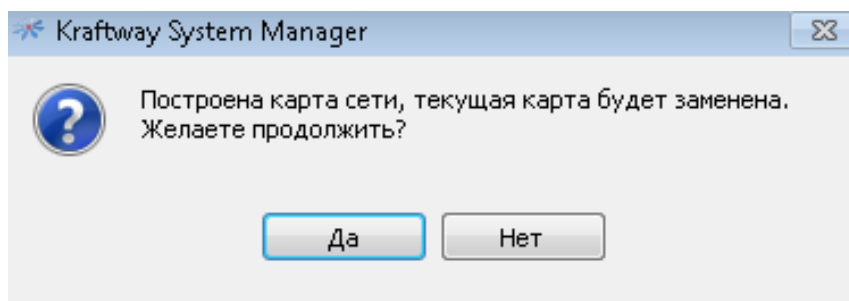 Kraftway System Manager
Построена карта сети, текущая карта будет заменена.
Желаете продолжить?
Да
Нет